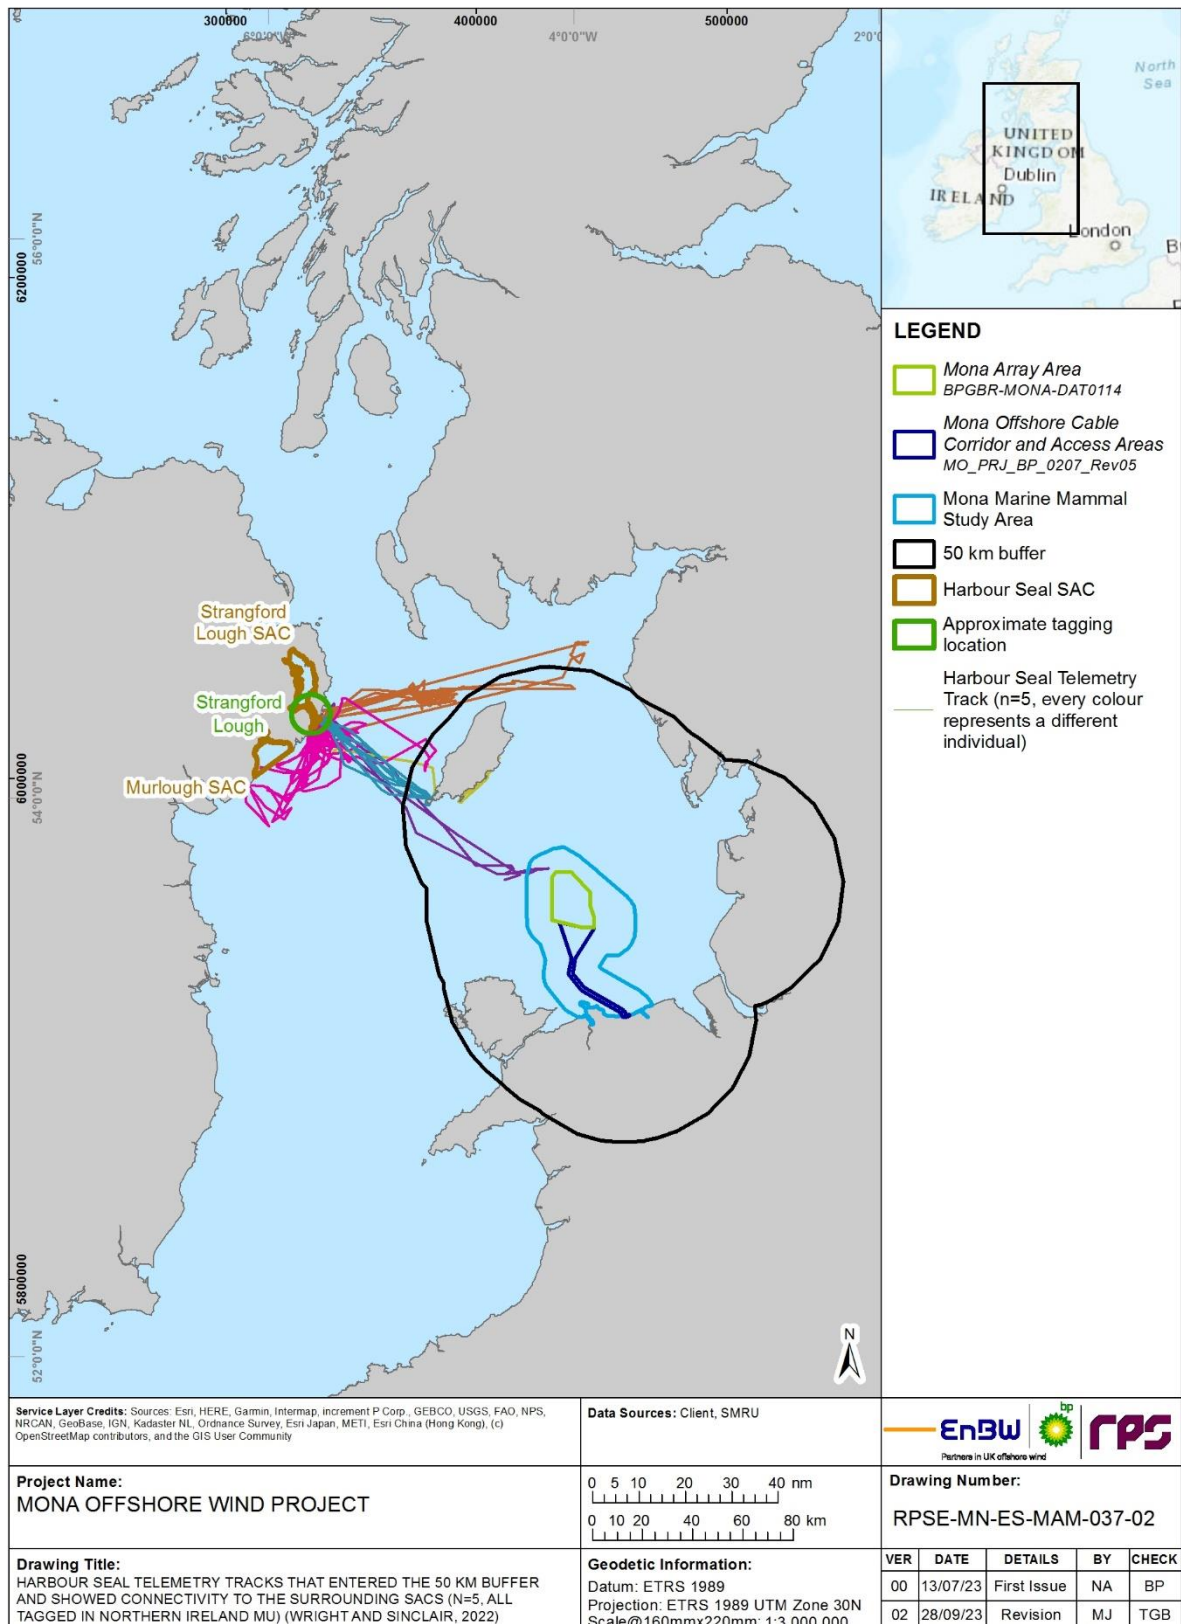 300000
400000
500000
6°0'0"W
4°0'0"W
2°0'0
56°0'0"N
6200000
6000000
54°0'0"N
5800000
52°0'0"N
Strangford
Lough SAC
Strangford
Lough
Murlough SAC
N
North
Sea
UNITED
KINGDOM
Dublin
IRELAND
London
LEGEND
Mona Array Area
BPGBR-MONA-DAT0114
Mona Offshore Cable
Corridor and Access Areas
MO_PRJ_BP_0207_Rev05
Mona Marine Mammal
Study Area
50 km buffer
Harbour Seal SAC
Approximate tagging
location
Harbour Seal Telemetry
Track (n=5, every colour
represents a different
individual)
Service Layer Credits: Sources: Esri, HERE, Garmin, Intermap, increment P Corp., GEBCO, USGS, FAO, NPS,
NRCAN, GeoBase, IGN, Kadaster NL, Ordnance Survey, Esri Japan, METI, Esri China (Hong Kong), (c)
OpenStreetMap contributors, and the GIS User Community
Data Sources: Client, SMRU
EnBW
bp
rps
Partners in UK offshore wind
Project Name:
MONA OFFSHORE WIND PROJECT
0 5 10 20 30 40 nm
0 10 20 40 60 80 km
Drawing Number:
RPSE-MN-ES-MAM-037-02
Drawing Title:
HARBOUR SEAL TELEMETRY TRACKS THAT ENTERED THE 50 KM BUFFER
AND SHOWED CONNECTIVITY TO THE SURROUNDING SACS (N=5, ALL
TAGGED IN NORTHERN IRELAND MU) (WRIGHT AND SINCLAIR, 2022)
Geodetic Information:
Datum: ETRS 1989
Projection: ETRS 1989 UTM Zone 30N
Scale@160mmx220mm: 1:3,000,000
VER DATE DETAILS BY CHECK
00 13/07/23 First Issue NA BP
02 28/09/23 Revision MJ TGB